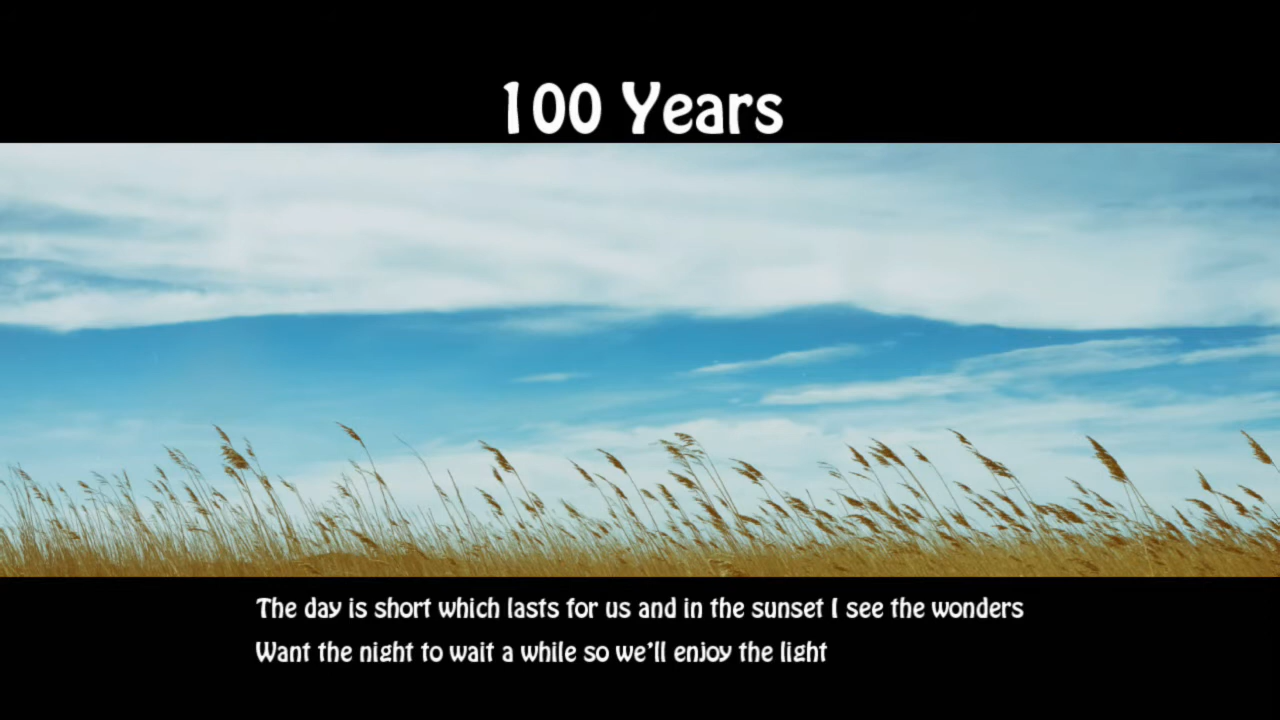 100 Years
The day is short which lasts for us and in the sunset I see the wonders
Want the night to wait a while so we'll enjoy the light